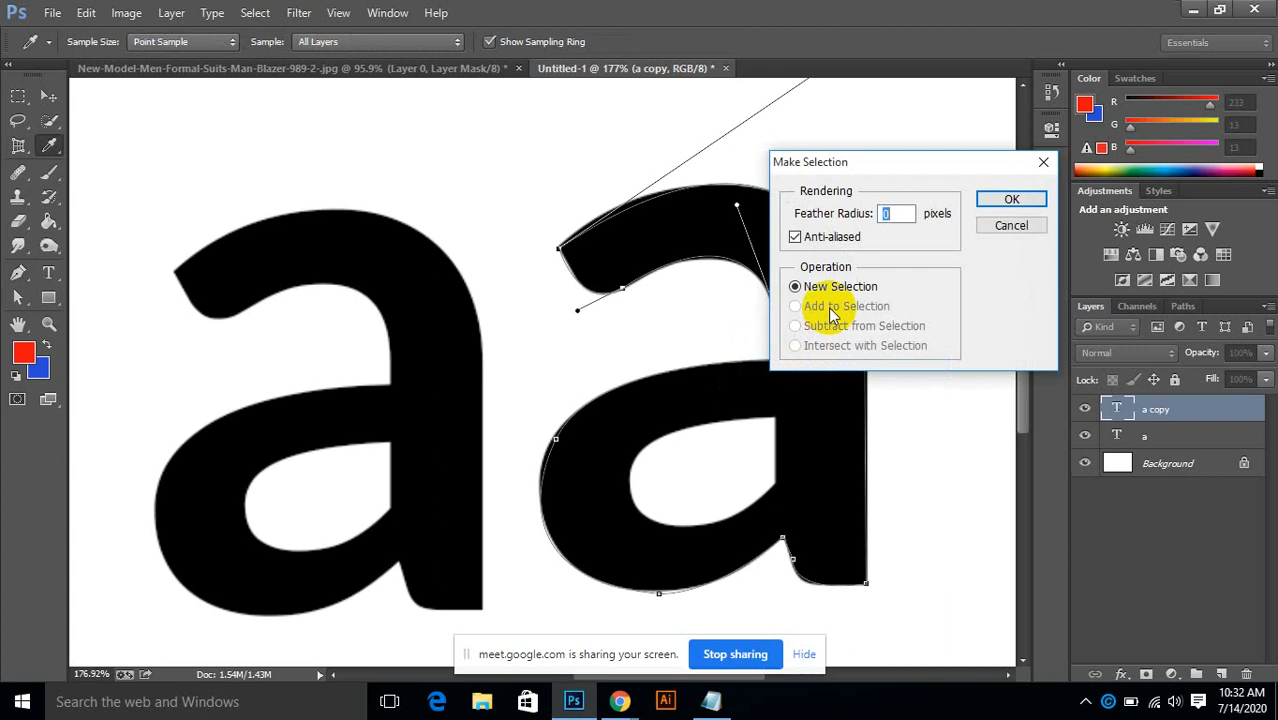 Ps File Edit Image Layer Type Select Filter View Window Help
Sample Size: Point Sample Sample: All Layers Show Sampling Ring Essentials
New-Model-Men-Formal-Suits-Man-Blazer-989-2-.jpg @ 95.9% (Layer 0, Layer Mask/8) * × Untitled-1 @ 177% (a copy, RGB/8) * ×
Color Swatches
R 233
G 13
B 13
Adjustments Styles
Add an adjustment
Layers Channels Paths
Kind
Normal Opacity: 100%
Lock: Fill: 100%
T a copy
T a
Background
Make Selection
Rendering
Feather Radius: 0 pixels
Anti-aliased
OK
Cancel
Operation
New Selection
Add to Selection
Subtract from Selection
Intersect with Selection
a a
meet.google.com is sharing your screen. Stop sharing Hide
176.92% Doc: 1.54M/1.43M
Search the web and Windows
Ps Ai
10:32 AM
7/14/2020